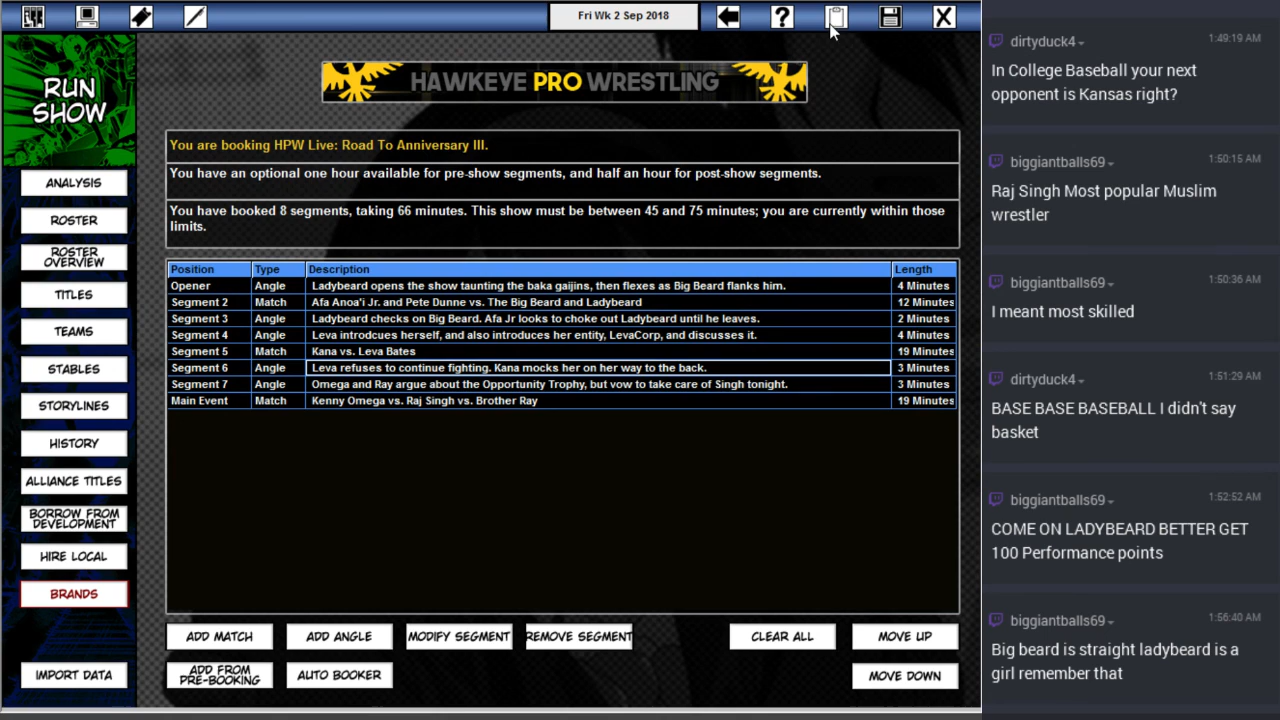 Fri Wk 2 Sep 2018
?
X
RUN
SHOW
HAWKEYE PRO WRESTLING
You are booking HPW Live: Road To Anniversary III.
You have an optional one hour available for pre-show segments, and half an hour for post-show segments.
You have booked 8 segments, taking 66 minutes. This show must be between 45 and 75 minutes; you are currently within those
limits.
ANALYSIS
ROSTER
ROSTER
OVERVIEW
TITLES
TEAMS
STABLES
STORYLINES
HISTORY
ALLIANCE TITLES
BORROW FROM
DEVELOPMENT
HIRE LOCAL
BRANDS
IMPORT DATA
Position Type Description Length
Opener Angle Ladybeard opens the show taunting the baka gaijins, then flexes as Big Beard flanks him. 4 Minutes
Segment 2 Match Afa Anoa'i Jr. and Pete Dunne vs. The Big Beard and Ladybeard 12 Minutes
Segment 3 Angle Ladybeard checks on Big Beard. Afa Jr looks to choke out Ladybeard until he leaves. 2 Minutes
Segment 4 Angle Leva introdcues herself, and also introduces her entity, LevaCorp, and discusses it. 4 Minutes
Segment 5 Match Kana vs. Leva Bates 19 Minutes
Segment 6 Angle Leva refuses to continue fighting. Kana mocks her on her way to the back. 3 Minutes
Segment 7 Angle Omega and Ray argue about the Opportunity Trophy, but vow to take care of Singh tonight. 3 Minutes
Main Event Match Kenny Omega vs. Raj Singh vs. Brother Ray 19 Minutes
ADD MATCH ADD ANGLE MODIFY SEGMENT REMOVE SEGMENT CLEAR ALL MOVE UP
ADD FROM
PRE-BOOKING
AUTO BOOKER MOVE DOWN
dirtyduck4 1:49:19 AM
In College Baseball your next
opponent is Kansas right?
biggiantballs69 1:50:15 AM
Raj Singh Most popular Muslim
wrestler
biggiantballs69 1:50:36 AM
I meant most skilled
dirtyduck4 1:51:29 AM
BASE BASE BASEBALL I didn't say
basket
biggiantballs69 1:52:52 AM
COME ON LADYBEARD BETTER GET
100 Performance points
biggiantballs69 1:56:40 AM
Big beard is straight ladybeard is a
girl remember that